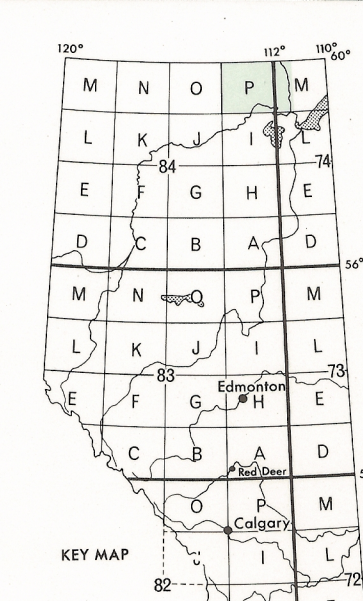 120° 112° 110°
60°
M N O P M
L K J I L
84 74
E F G H E
D C B A D
56°
M N O P M
L K J I L
83 73
Edmonton
E F G H E
C B A D
Red Deer
O P M
Calgary
KEY MAP J I L
82 72